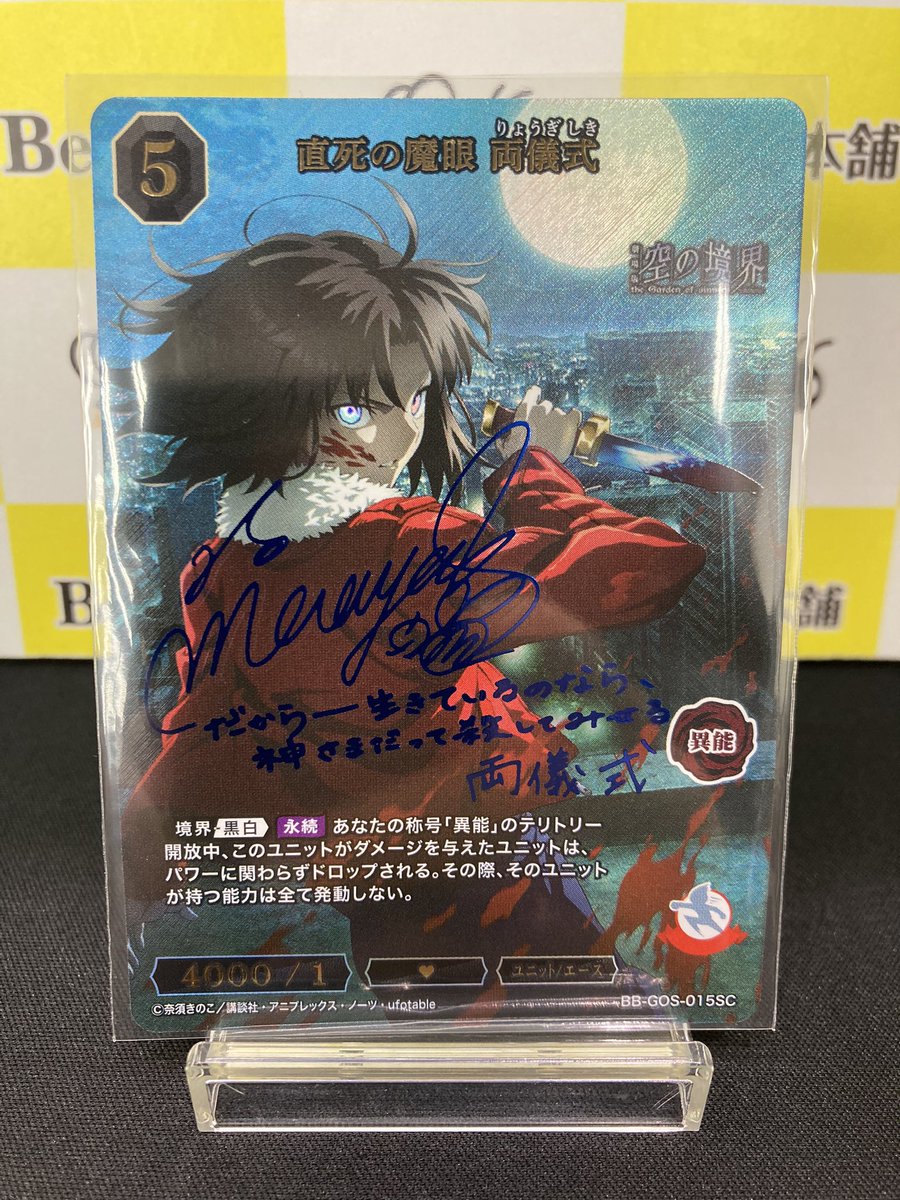 Be
本舗
B
舗
5
りょうぎしき
直死の魔眼 両儀式
空の境界
the Garden of sinners
だから—生きているのなら、
神さまだって殺してみせる
両儀式
異能
境界-黒白 永続 あなたの称号「異能」のテリトリー
開放中、このユニットがダメージを与えたユニットは、
パワーに関わらずドロップされる。その際、そのユニット
が持つ能力は全て発動しない。
4000 / 1
♥
ユニット/エース
©奈須きのこ/講談社・アニプレックス・ノーツ・ufotable
BB-GOS-015SC